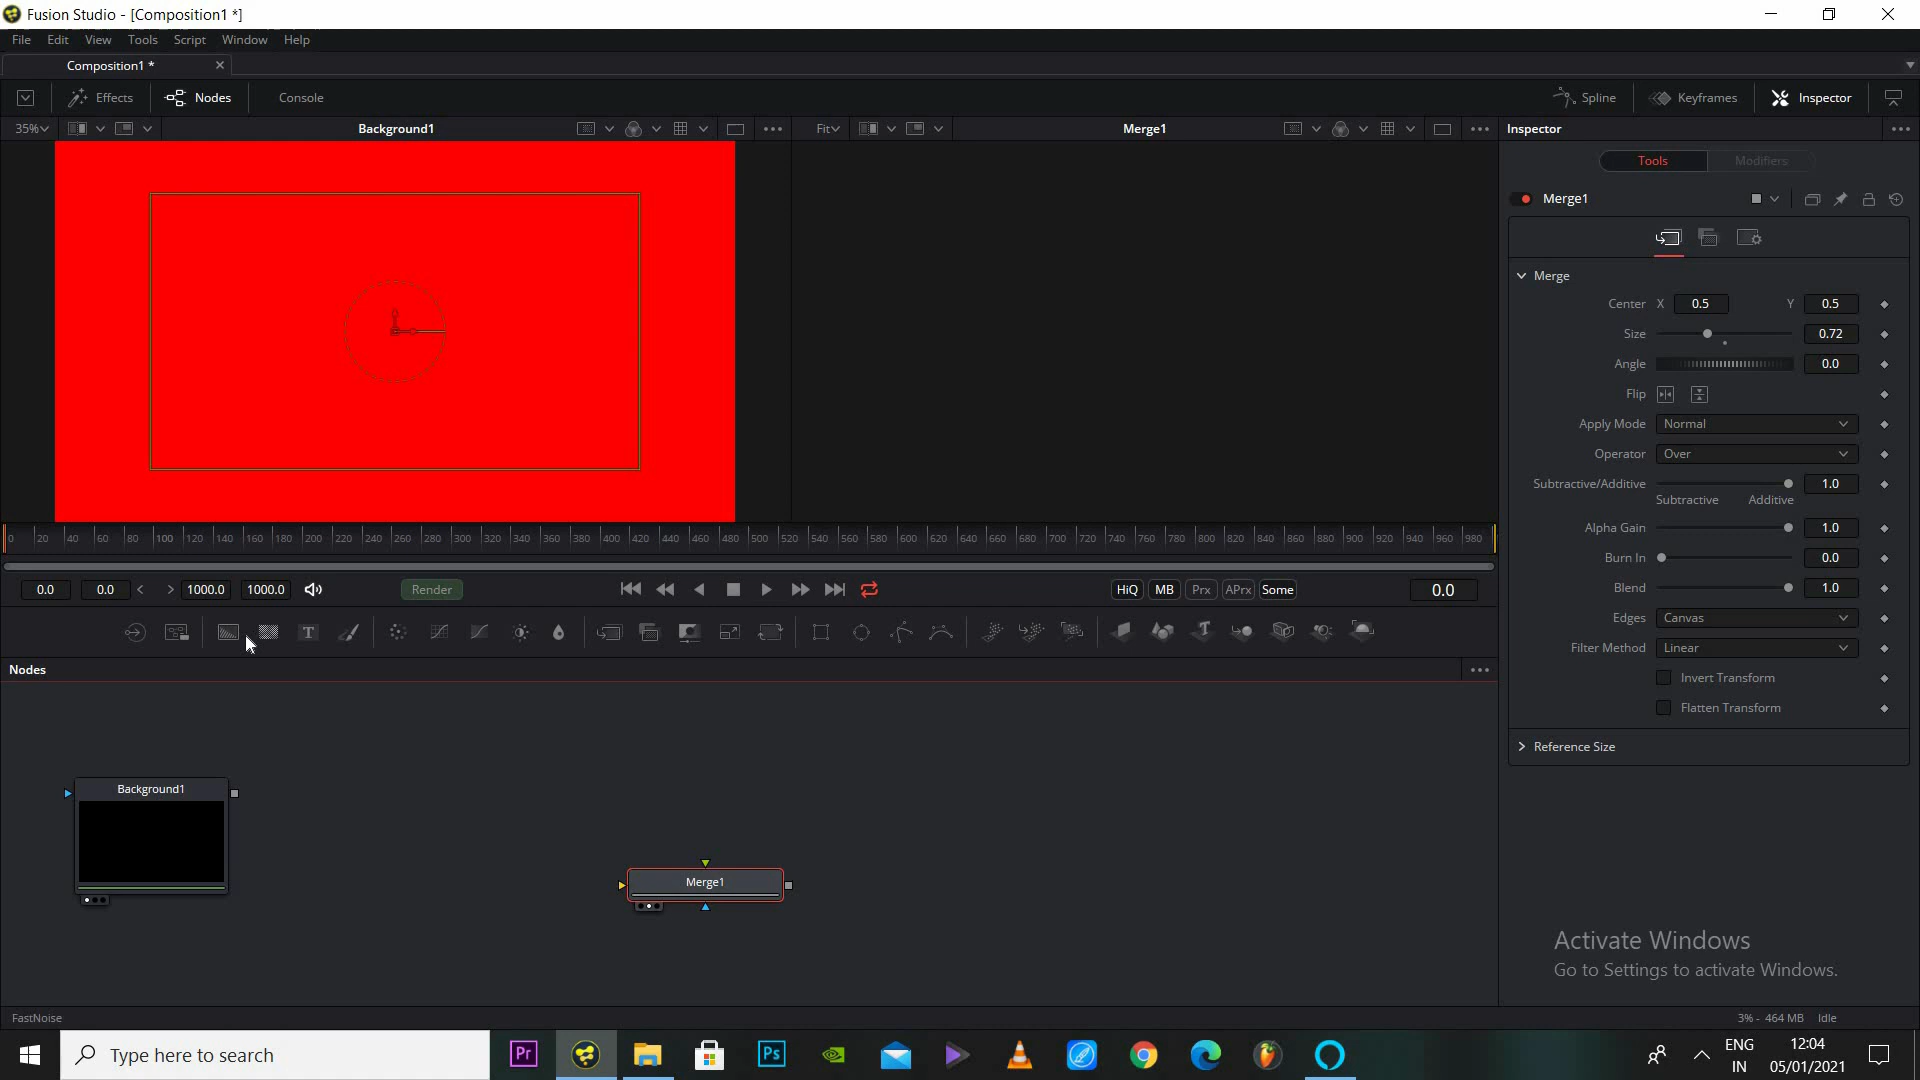 Fusion Studio - [Composition1 *]
File Edit View Tools Script Window Help
Composition1 *
Effects Nodes Console Spline Keyframes Inspector
35% Background1 Fit Merge1 Inspector
Tools Modifiers
Merge1
Merge
Center X 0.5 Y 0.5
Size 0.72
Angle 0.0
Flip
Apply Mode Normal
Operator Over
Subtractive/Additive 1.0
Subtractive Additive
Alpha Gain 1.0
Burn In 0.0
Blend 1.0
Edges Canvas
Filter Method Linear
Invert Transform
Flatten Transform
Reference Size
0 20 40 60 80 100 120 140 160 180 200 220 240 260 280 300 320 340 360 380 400 420 440 460 480 500 520 540 560 580 600 620 640 660 680 700 720 740 760 780 800 820 840 860 880 900 920 940 960 980
0.0 0.0 < > 1000.0 1000.0 Render HiQ MB Prx APrx Some 0.0
T
Nodes
Background1
Merge1
Activate Windows
Go to Settings to activate Windows.
FastNoise 3% - 464 MB Idle
Type here to search
Pr
Ps
ENG
IN
12:04
05/01/2021